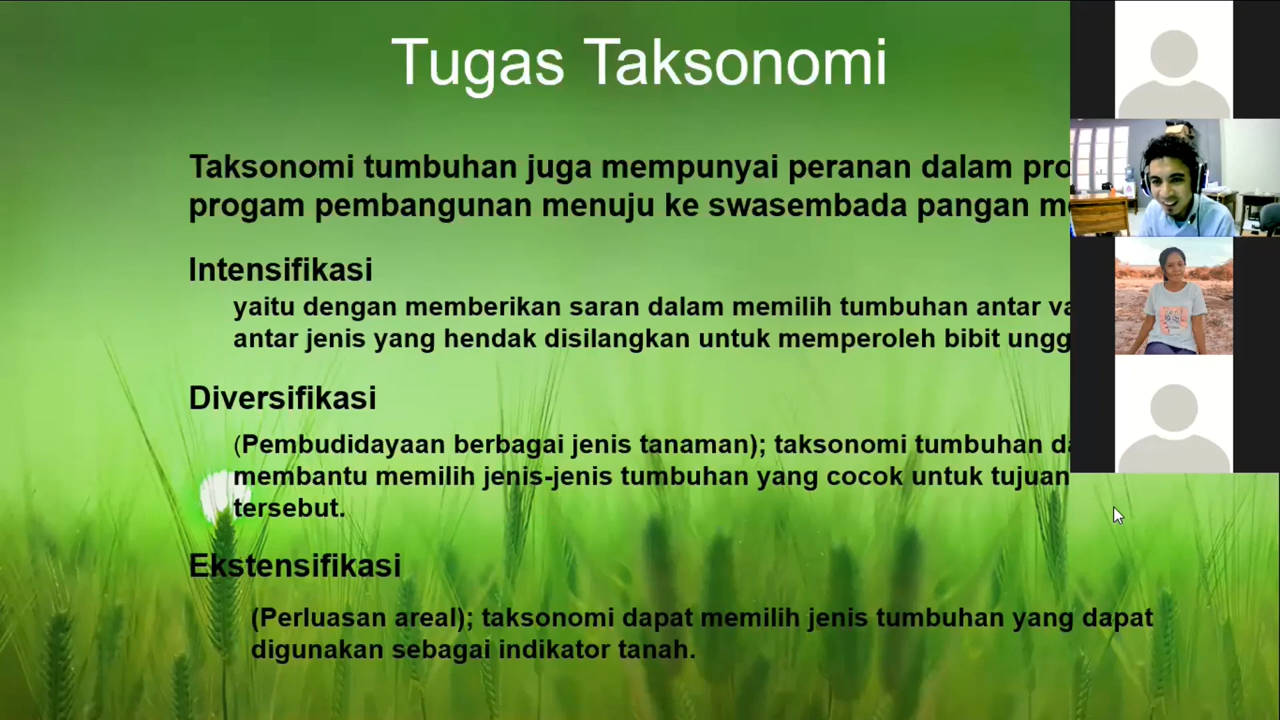 Tugas Taksonomi
Taksonomi tumbuhan juga mempunyai peranan dalam
progam pembangunan menuju ke swasembada pangan
Intensifikasi
yaitu dengan memberikan saran dalam memilih tumbuhan antar
antar jenis yang hendak disilangkan untuk memperoleh bibit
Diversifikasi
(Pembudidayaan berbagai jenis tanaman); taksonomi tumbuhan
membantu memilih jenis-jenis tumbuhan yang cocok untuk tujuan
tersebut.
Ekstensifikasi
(Perluasan areal); taksonomi dapat memilih jenis tumbuhan yang dapat
digunakan sebagai indikator tanah.